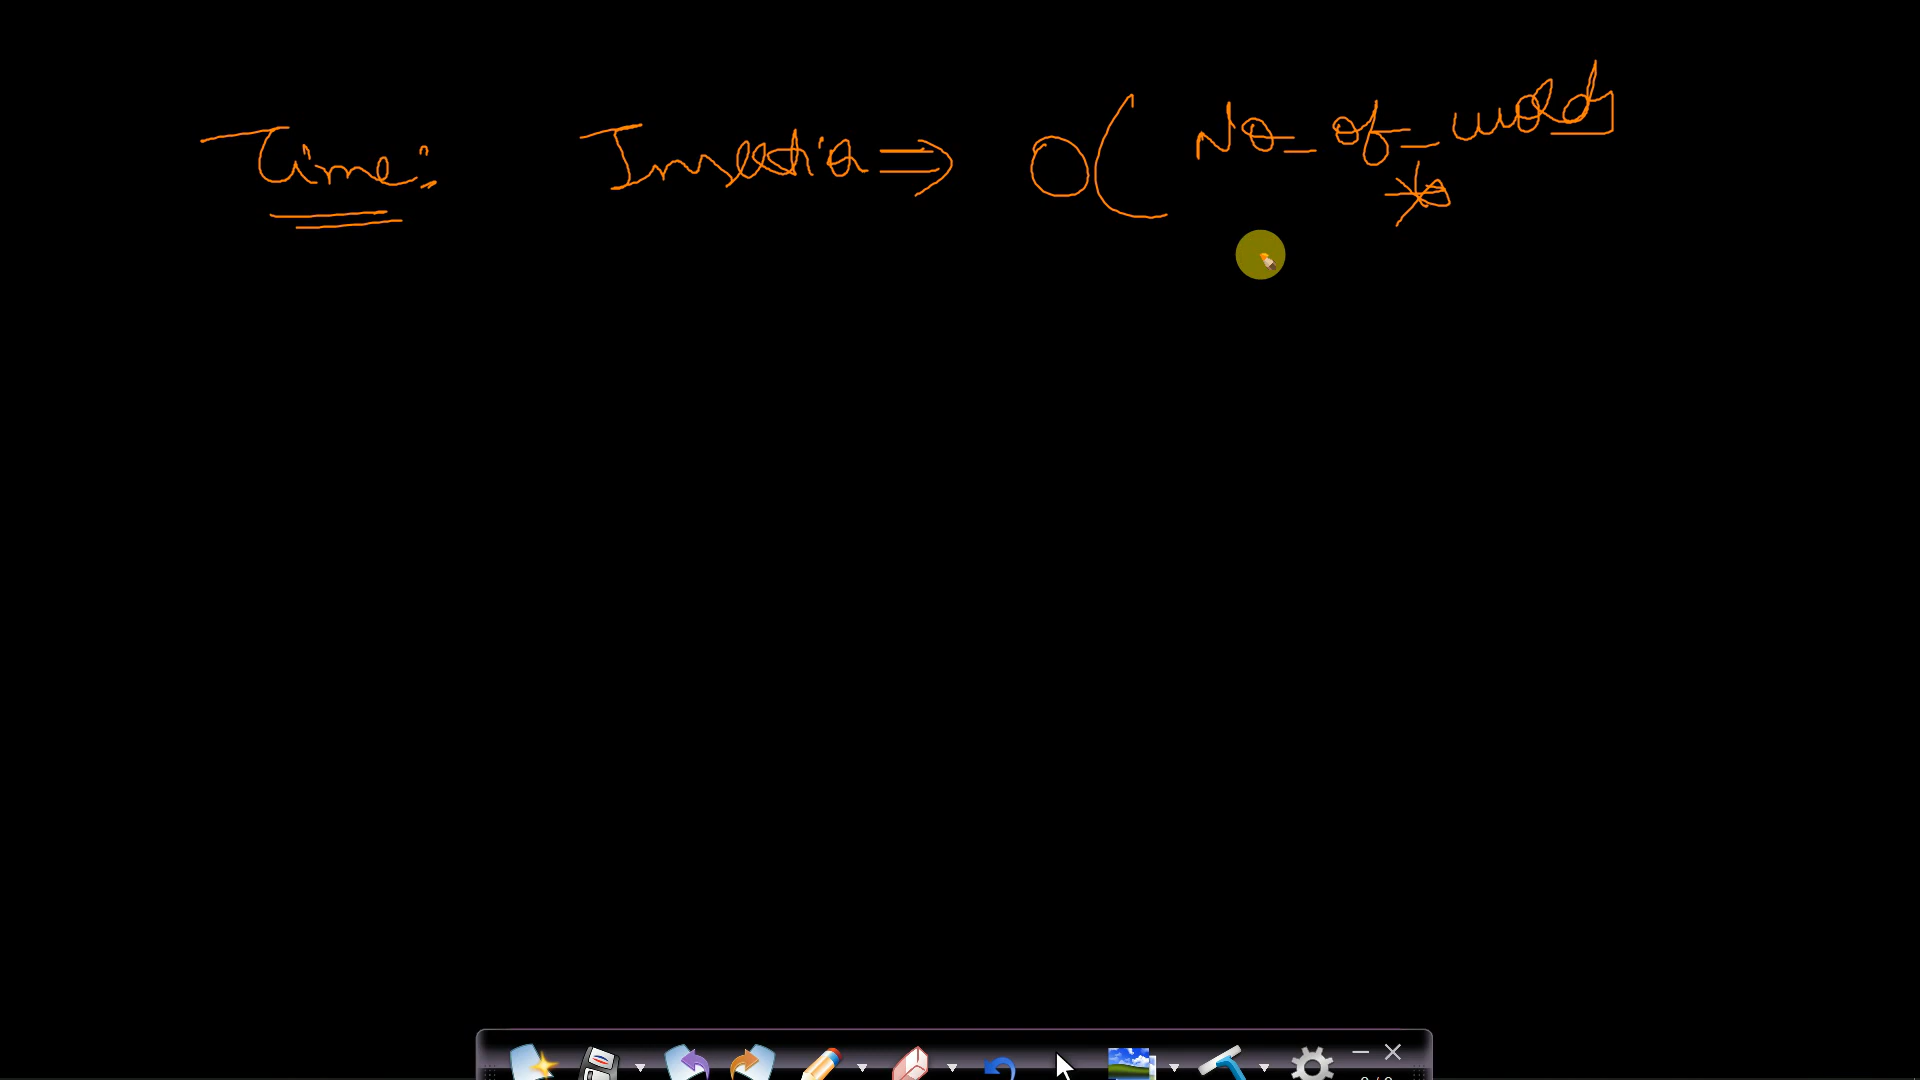 Time: Insertion ⇒ O( No_of_words
*